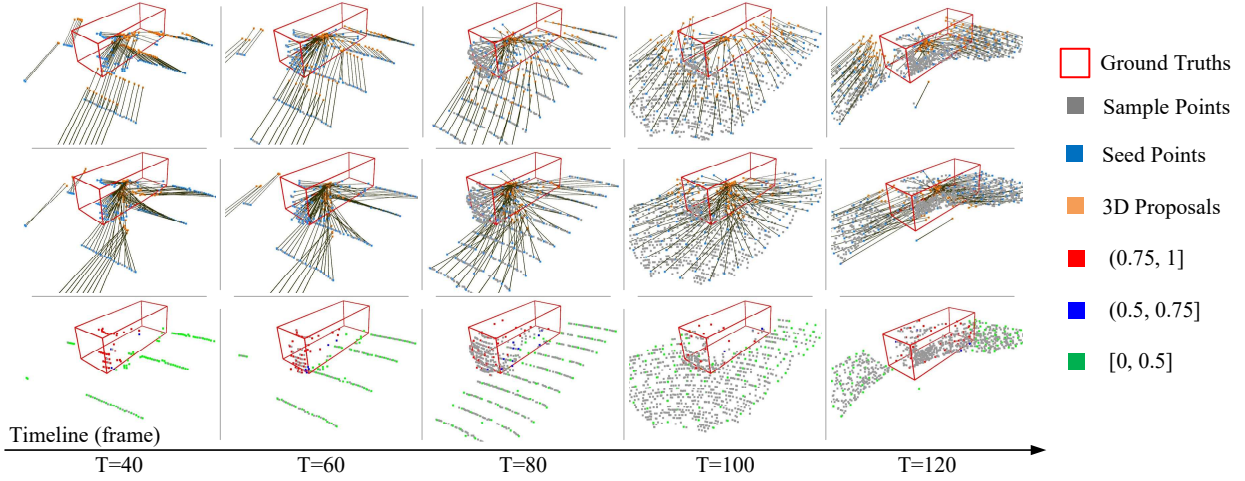 Ground Truths
Sample Points
Seed Points
3D Proposals
(0.75, 1]
(0.5, 0.75]
[0, 0.5]
Timeline (frame)
T=40 T=60 T=80 T=100 T=120